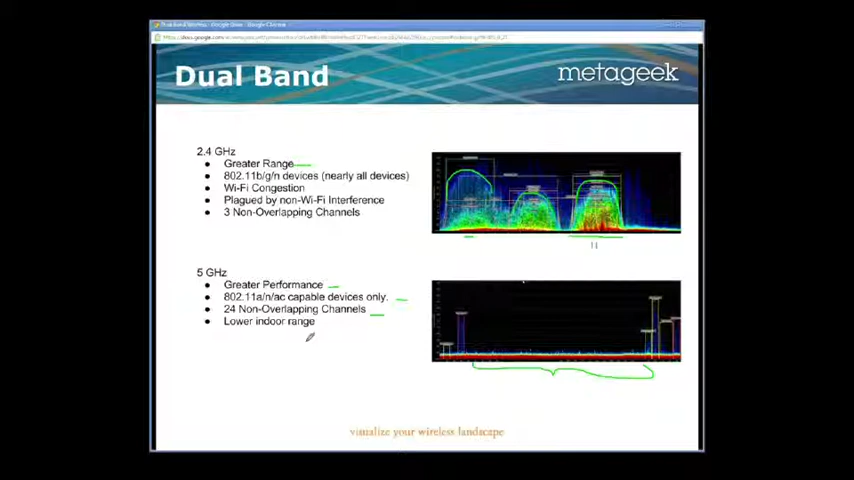 Dual Band
metageek
2.4 GHz
● Greater Range
● 802.11b/g/n devices (nearly all devices)
● Wi-Fi Congestion
● Plagued by non-Wi-Fi Interference
● 3 Non-Overlapping Channels
11
5 GHz
● Greater Performance
● 802.11a/n/ac capable devices only.
● 24 Non-Overlapping Channels
● Lower indoor range
visualize your wireless landscape